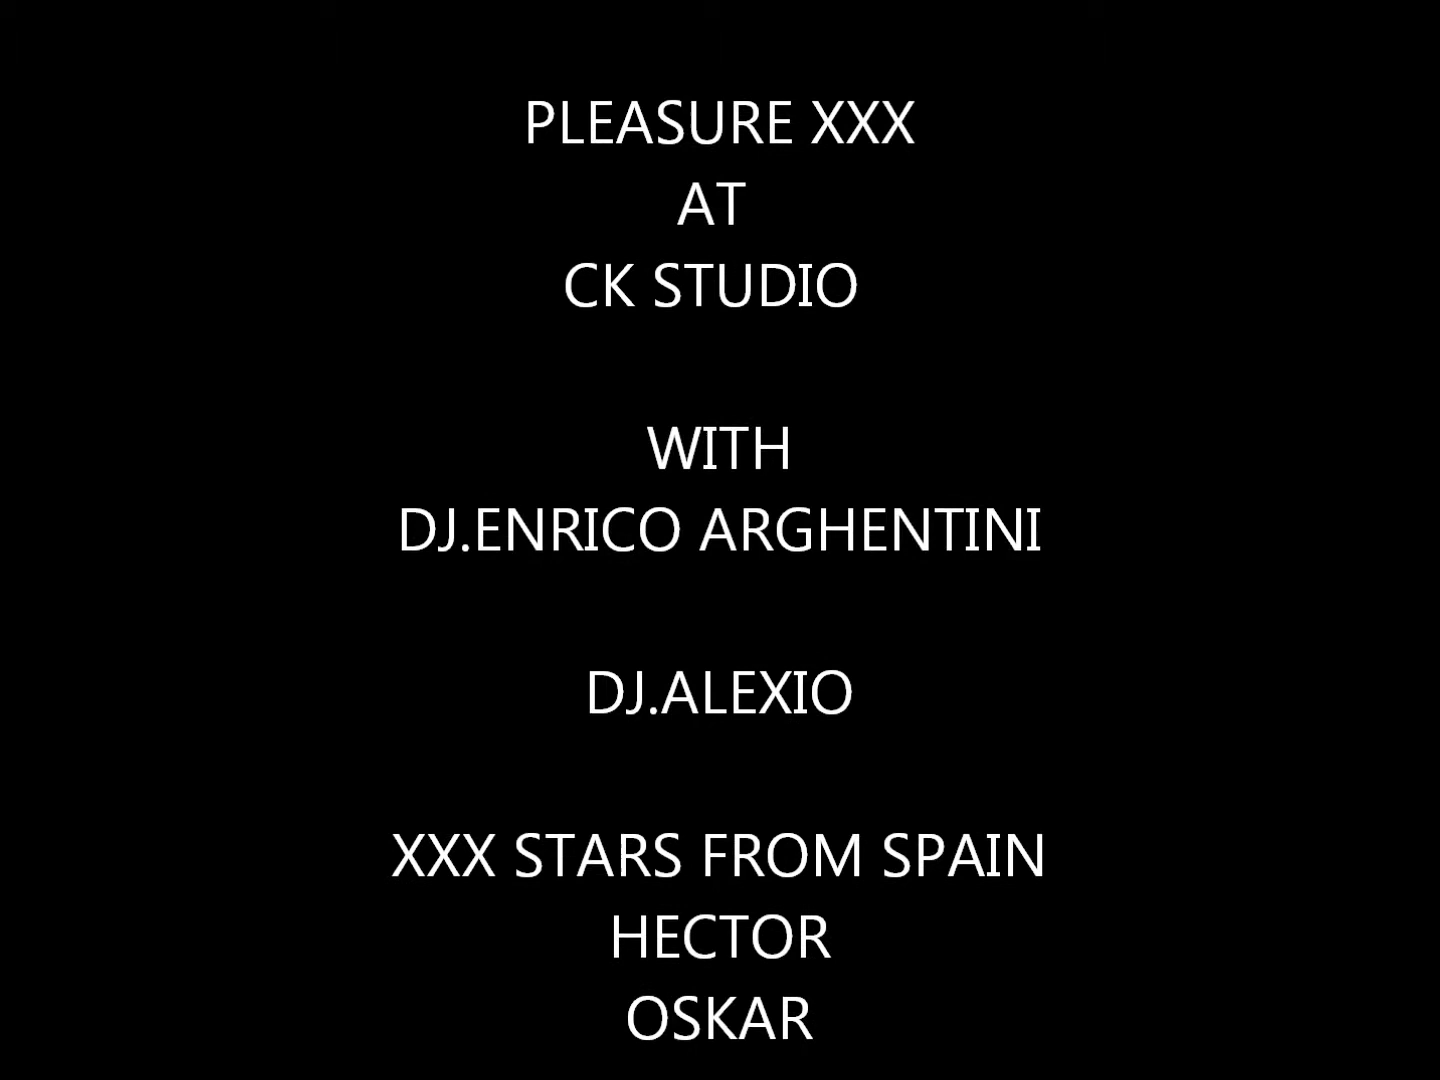 PLEASURE XXX
AT
CK STUDIO
WITH
DJ.ENRICO ARGHENTINI
DJ.ALEXIO
XXX STARS FROM SPAIN
HECTOR
OSKAR